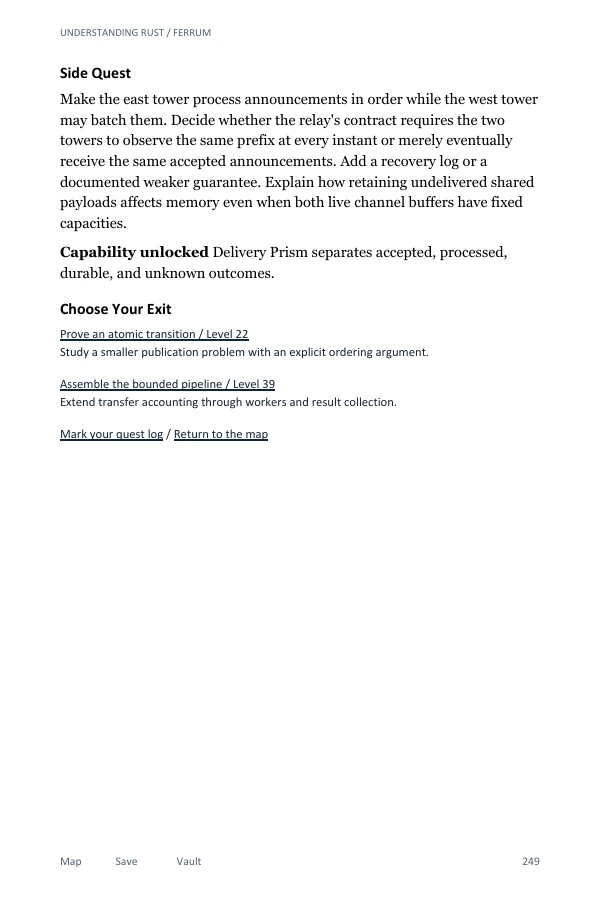 UNDERSTANDING RUST / FERRUM
Side Quest
Make the east tower process announcements in order while the west tower
may batch them. Decide whether the relay's contract requires the two
towers to observe the same prefix at every instant or merely eventually
receive the same accepted announcements. Add a recovery log or a
documented weaker guarantee. Explain how retaining undelivered shared
payloads affects memory even when both live channel buffers have fixed
capacities.
Capability unlocked Delivery Prism separates accepted, processed,
durable, and unknown outcomes.
Choose Your Exit
Prove an atomic transition / Level 22
Study a smaller publication problem with an explicit ordering argument.
Assemble the bounded pipeline / Level 39
Extend transfer accounting through workers and result collection.
Mark your quest log / Return to the map
Map Save Vault 249